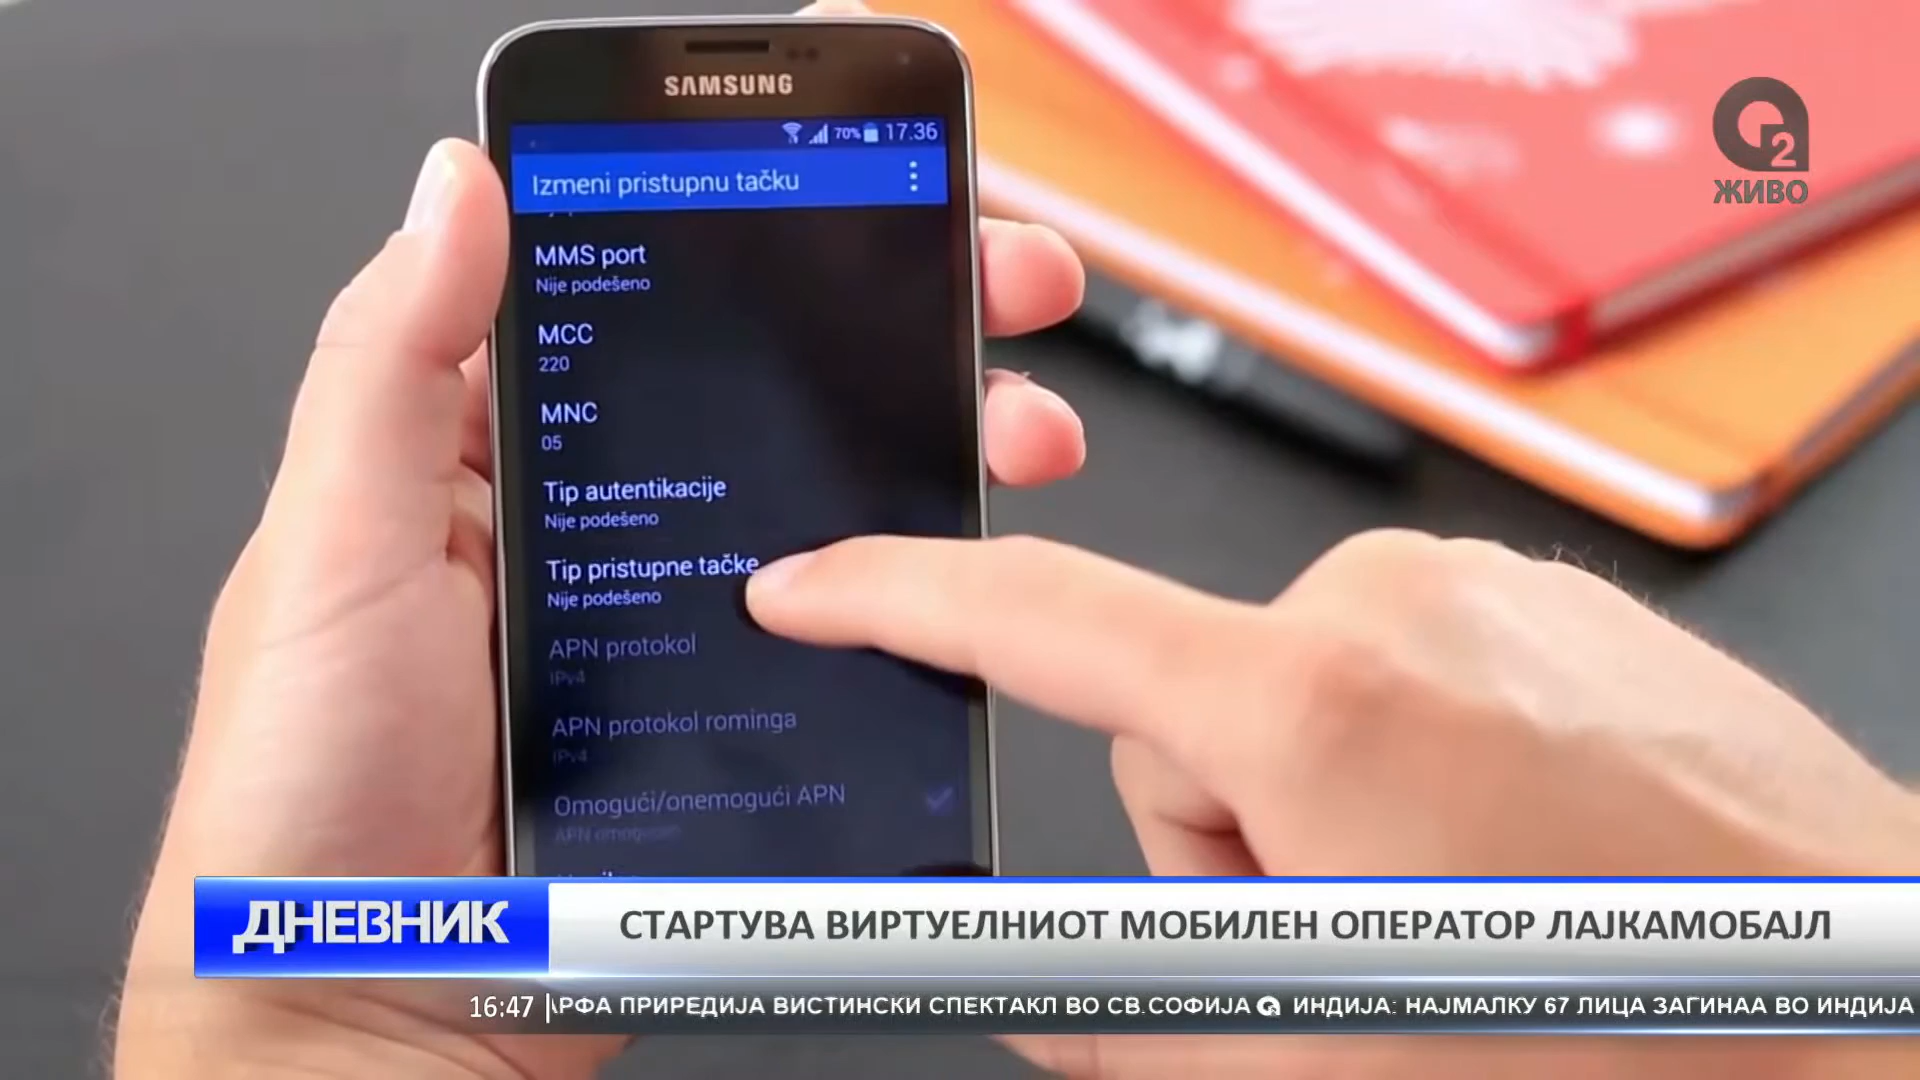 SAMSUNG
70% 17.36
Izmeni pristupnu tačku
MMS port
Nije podešeno
MCC
220
MNC
05
Tip autentikacije
Nije podešeno
Tip pristupne tačke
Nije podešeno
APN protokol
IPv4
APN protokol rominga
IPv4
Omogući/onemogući APN
APN omogućen
2
ЖИВО
ДНЕВНИК
СТАРТУВА ВИРТУЕЛНИОТ МОБИЛЕН ОПЕРАТОР ЛАЈКАМОБАЈЛ
16:47 АРФА ПРИРЕДИЈА ВИСТИНСКИ СПЕКТАКЛ ВО СВ.СОФИЈА ИНДИЈА: НАЈМАЛКУ 67 ЛИЦА ЗАГИНАА ВО ИНДИЈА